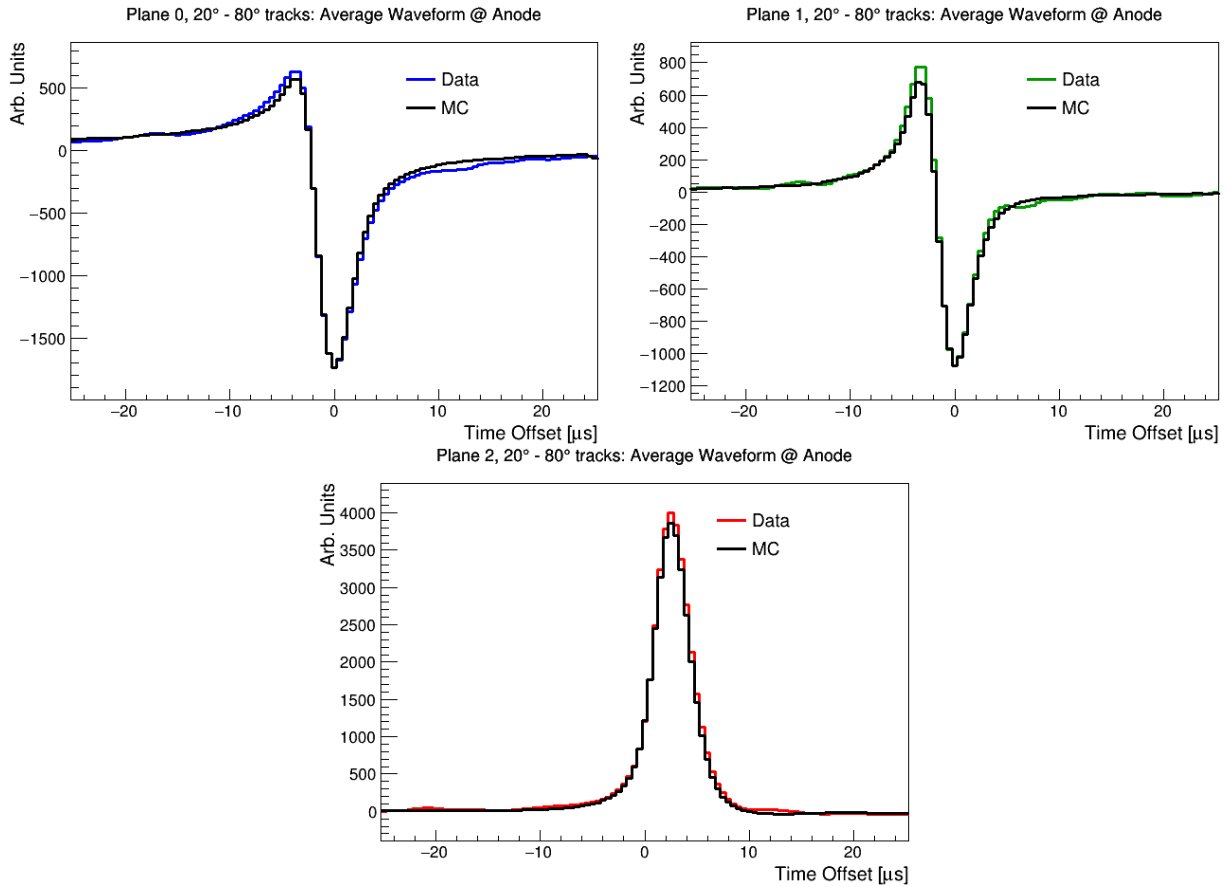 Plane 0, 20° - 80° tracks: Average Waveform @ Anode
Arb. Units
500
0
−500
−1000
−1500
Data
MC
−20
−10
0
10
20
Time Offset [μs]
Plane 1, 20° - 80° tracks: Average Waveform @ Anode
Arb. Units
800
600
400
200
0
−200
−400
−600
−800
−1000
−1200
Data
MC
−20
−10
0
10
20
Time Offset [μs]
Plane 2, 20° - 80° tracks: Average Waveform @ Anode
Arb. Units
4000
3500
3000
2500
2000
1500
1000
500
0
Data
MC
−20
−10
0
10
20
Time Offset [μs]